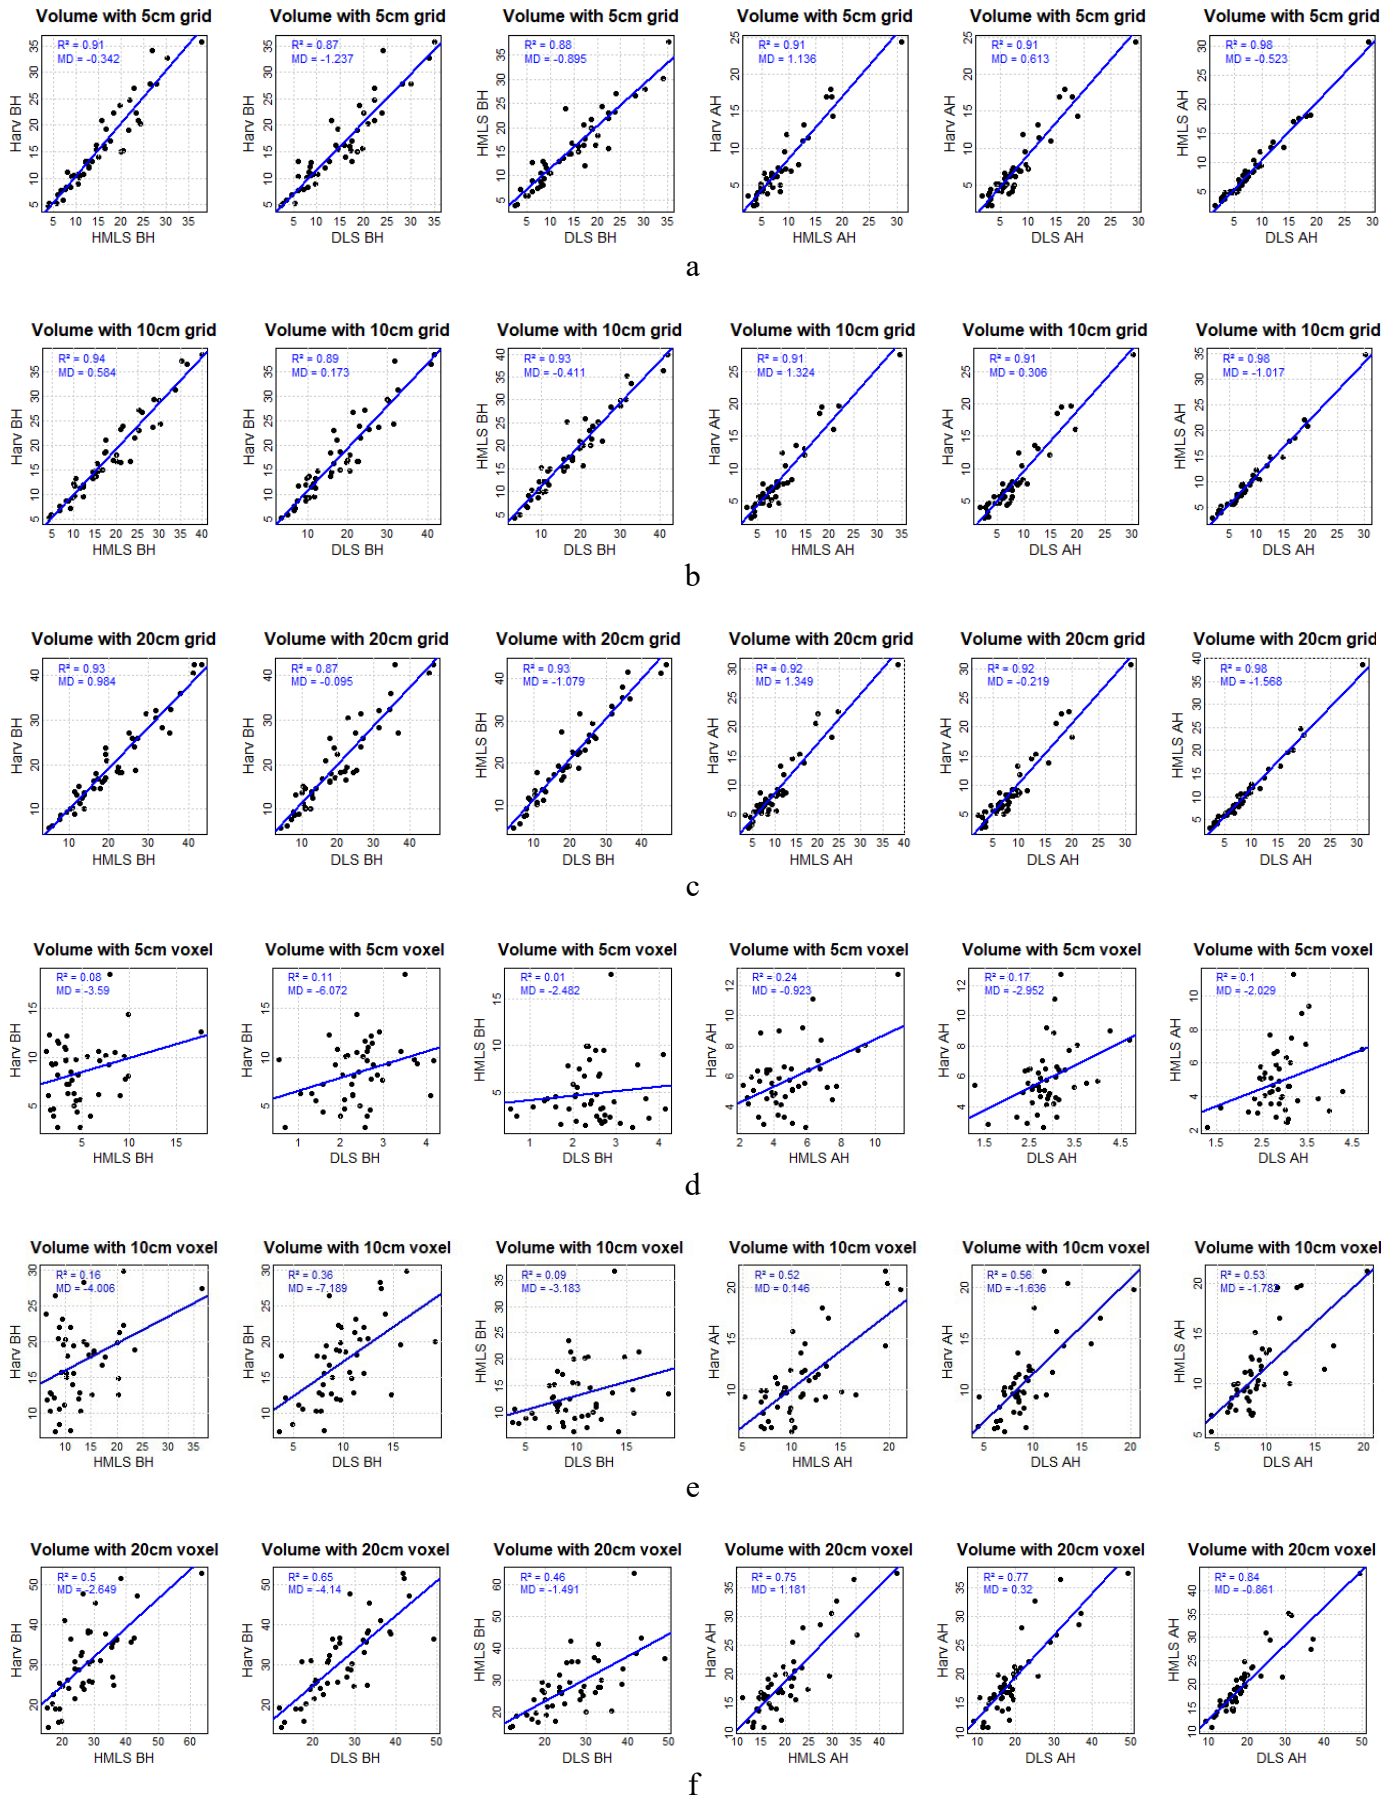 Volume with 5cm grid Volume with 5cm grid Volume with 5cm grid Volume with 5cm grid Volume with 5cm grid Volume with 5cm grid
R² = 0.91 R² = 0.87 R² = 0.88 R² = 0.91 R² = 0.91 R² = 0.98
MD = -0.342 MD = -1.237 MD = -0.895 MD = 1.136 MD = 0.613 MD = -0.523
Harv BH Harv BH HMLS BH Harv AH Harv AH HMLS AH
HMLS BH DLS BH DLS BH HMLS AH DLS AH DLS AH
a
Volume with 10cm grid Volume with 10cm grid Volume with 10cm grid Volume with 10cm grid Volume with 10cm grid Volume with 10cm grid
R² = 0.94 R² = 0.89 R² = 0.93 R² = 0.91 R² = 0.91 R² = 0.98
MD = 0.584 MD = 0.173 MD = -0.411 MD = 1.324 MD = 0.306 MD = -1.017
Harv BH Harv BH HMLS BH Harv AH Harv AH HMLS AH
HMLS BH DLS BH DLS BH HMLS AH DLS AH DLS AH
b
Volume with 20cm grid Volume with 20cm grid Volume with 20cm grid Volume with 20cm grid Volume with 20cm grid Volume with 20cm grid
R² = 0.93 R² = 0.87 R² = 0.93 R² = 0.92 R² = 0.92 R² = 0.98
MD = 0.984 MD = -0.095 MD = -1.079 MD = 1.349 MD = -0.219 MD = -1.568
Harv BH Harv BH HMLS BH Harv AH Harv AH HMLS AH
HMLS BH DLS BH DLS BH HMLS AH DLS AH DLS AH
c
Volume with 5cm voxel Volume with 5cm voxel Volume with 5cm voxel Volume with 5cm voxel Volume with 5cm voxel Volume with 5cm voxel
R² = 0.08 R² = 0.11 R² = 0.01 R² = 0.24 R² = 0.17 R² = 0.1
MD = -3.59 MD = -6.072 MD = -2.482 MD = -0.923 MD = -2.952 MD = -2.029
Harv BH Harv BH HMLS BH Harv AH Harv AH HMLS AH
HMLS BH DLS BH DLS BH HMLS AH DLS AH DLS AH
d
Volume with 10cm voxel Volume with 10cm voxel Volume with 10cm voxel Volume with 10cm voxel Volume with 10cm voxel Volume with 10cm voxel
R² = 0.16 R² = 0.36 R² = 0.09 R² = 0.52 R² = 0.56 R² = 0.53
MD = -4.006 MD = -7.189 MD = -3.183 MD = 0.146 MD = -1.636 MD = -1.782
Harv BH Harv BH HMLS BH Harv AH Harv AH HMLS AH
HMLS BH DLS BH DLS BH HMLS AH DLS AH DLS AH
e
Volume with 20cm voxel Volume with 20cm voxel Volume with 20cm voxel Volume with 20cm voxel Volume with 20cm voxel Volume with 20cm voxel
R² = 0.5 R² = 0.65 R² = 0.46 R² = 0.75 R² = 0.77 R² = 0.84
MD = -2.649 MD = -4.14 MD = -1.491 MD = 1.181 MD = 0.32 MD = -0.861
Harv BH Harv BH HMLS BH Harv AH Harv AH HMLS AH
HMLS BH DLS BH DLS BH HMLS AH DLS AH DLS AH
f